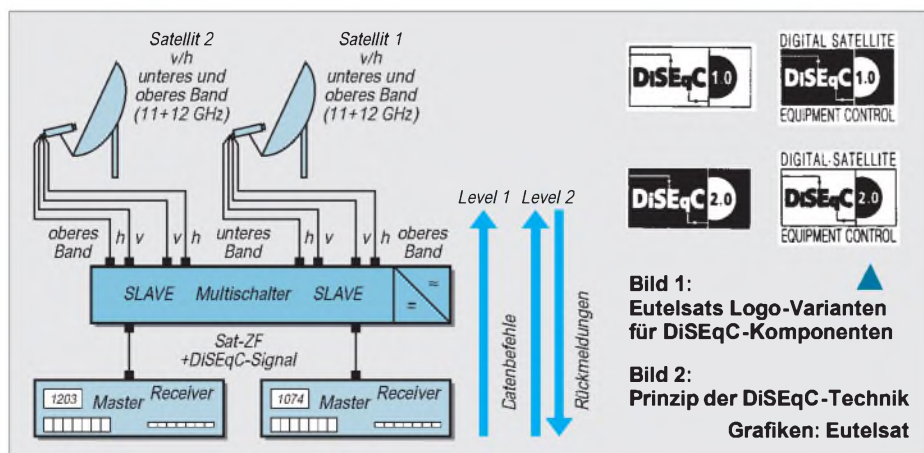 Satellit 2
v/h
unteres und
oberes Band
(11+12 GHz)
Satellit 1
v/h
unteres und
oberes Band
(11+12 GHz)
oberes
Band
h v
v h
unteres
Band
h v
v h
oberes
Band
SLAVE Multischalter SLAVE
= ≈
Sat-ZF
+DiSEqC-Signal
1203 Master Receiver
1074 Master Receiver
Level 1 Level 2
Datenbefehle
Rückmeldungen
DiSEqC 1.0
DIGITAL SATELLITE
DiSEqC 1.0
EQUIPMENT CONTROL
DiSEqC 2.0
DIGITAL-SATELLITE
DiSEqC 2.0
EQUIPMENT CONTROL
Bild 1:
Eutelsats Logo-Varianten
für DiSEqC-Komponenten
Bild 2:
Prinzip der DiSEqC-Technik
Grafiken: Eutelsat